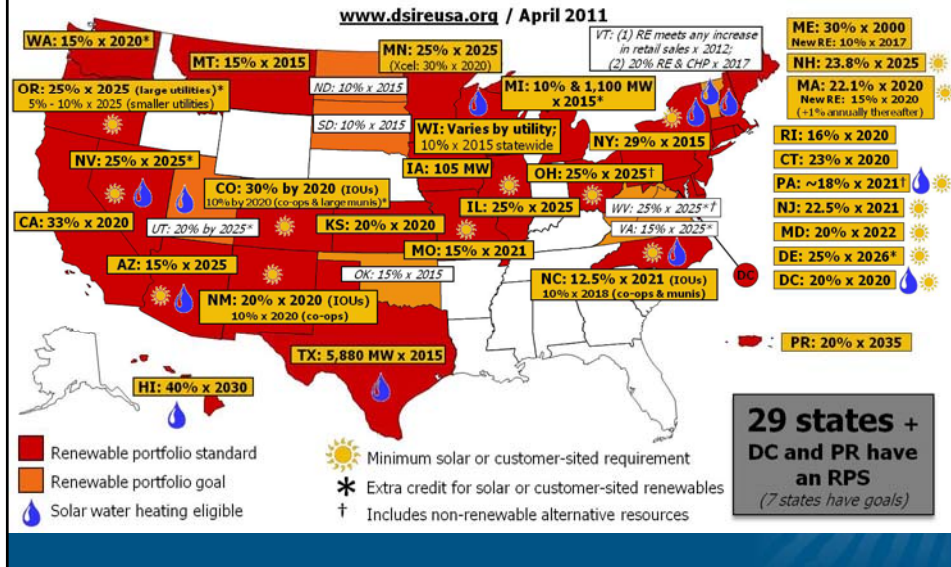 www.dsireusa.org / April 2011
WA: 15% x 2020*
MT: 15% x 2015
MN: 25% x 2025
(Xcel: 30% x 2020)
VT: (1) RE meets any increase
in retail sales x 2012;
(2) 20% RE & CHP x 2017
ME: 30% x 2000
New RE: 10% x 2017
OR: 25% x 2025 (large utilities)*
5% - 10% x 2025 (smaller utilities)
ND: 10% x 2015
MI: 10% & 1,100 MW
x 2015*
NH: 23.8% x 2025
MA: 22.1% x 2020
New RE: 15% x 2020
(+1% annually thereafter)
SD: 10% x 2015
WI: Varies by utility;
10% x 2015 statewide
NY: 29% x 2015
RI: 16% x 2020
NV: 25% x 2025*
IA: 105 MW
OH: 25% x 2025†
CT: 23% x 2020
CO: 30% by 2020 (IOUs)
10% by 2020 (co-ops & large munis)*
PA: ~18% x 2021†
CA: 33% x 2020
UT: 20% by 2025*
KS: 20% x 2020
IL: 25% x 2025
WV: 25% x 2025*†
NJ: 22.5% x 2021
VA: 15% x 2025*
MD: 20% x 2022
AZ: 15% x 2025
MO: 15% x 2021
DE: 25% x 2026*
OK: 15% x 2015
NC: 12.5% x 2021 (IOUs)
10% x 2018 (co-ops & munis)
DC
DC: 20% x 2020
NM: 20% x 2020 (IOUs)
10% x 2020 (co-ops)
PR: 20% x 2035
TX: 5,880 MW x 2015
HI: 40% x 2030
29 states +
DC and PR have
an RPS
(7 states have goals)
Renewable portfolio standard
Renewable portfolio goal
Solar water heating eligible
Minimum solar or customer-sited requirement
* Extra credit for solar or customer-sited renewables
† Includes non-renewable alternative resources